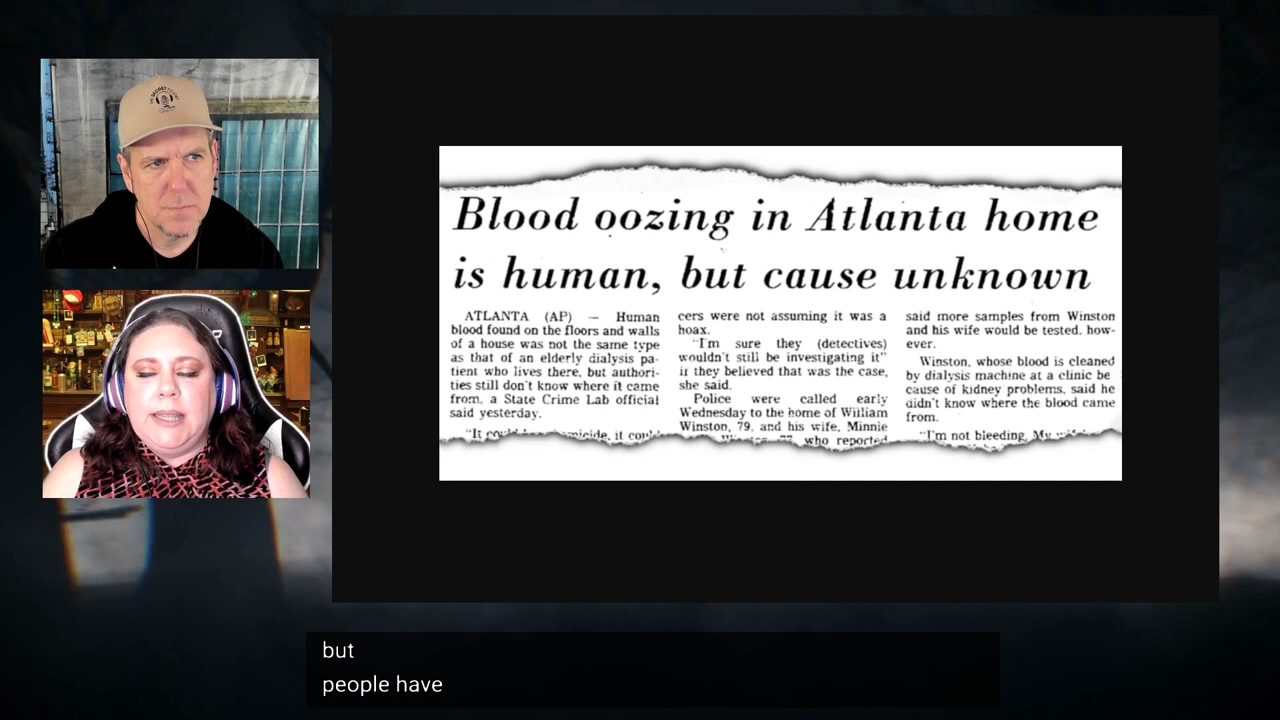 Blood oozing in Atlanta home
is human, but cause unknown
ATLANTA (AP) — Human
blood found on the floors and walls
of a house was not the same type
as that of an elderly dialysis pa-
tient who lives there, but authori-
ties still don't know where it came
from, a State Crime Lab official
said yesterday.
"It could
it could
cers were not assuming it was a
hoax.
"I'm sure they (detectives)
wouldn't still be investigating it"
if they believed that was the case,
she said.
Police were called early
Wednesday to the home of William
Winston, 79, and his wife, Minnie
who reported
said more samples from Winston
and his wife would be tested, how-
ever.
Winston, whose blood is cleaned
by dialysis machine at a clinic be
cause of kidney problems, said he
didn't know where the blood came
from.
"I'm not bleeding. My
but
people have